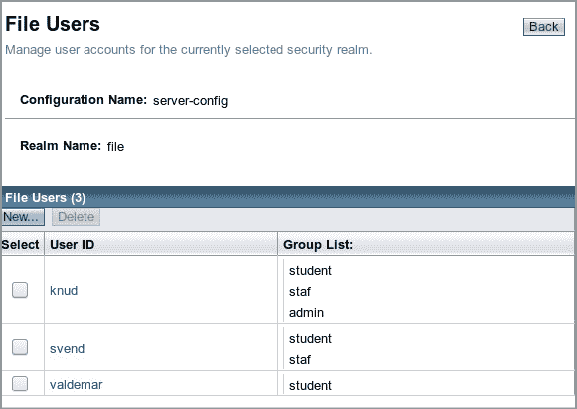 File Users
Back
Manage user accounts for the currently selected security realm.
Configuration Name: server-config
Realm Name: file
File Users (3)
New... Delete
Select User ID Group List:
knud
student
staf
admin
svend
student
staf
valdemar
student